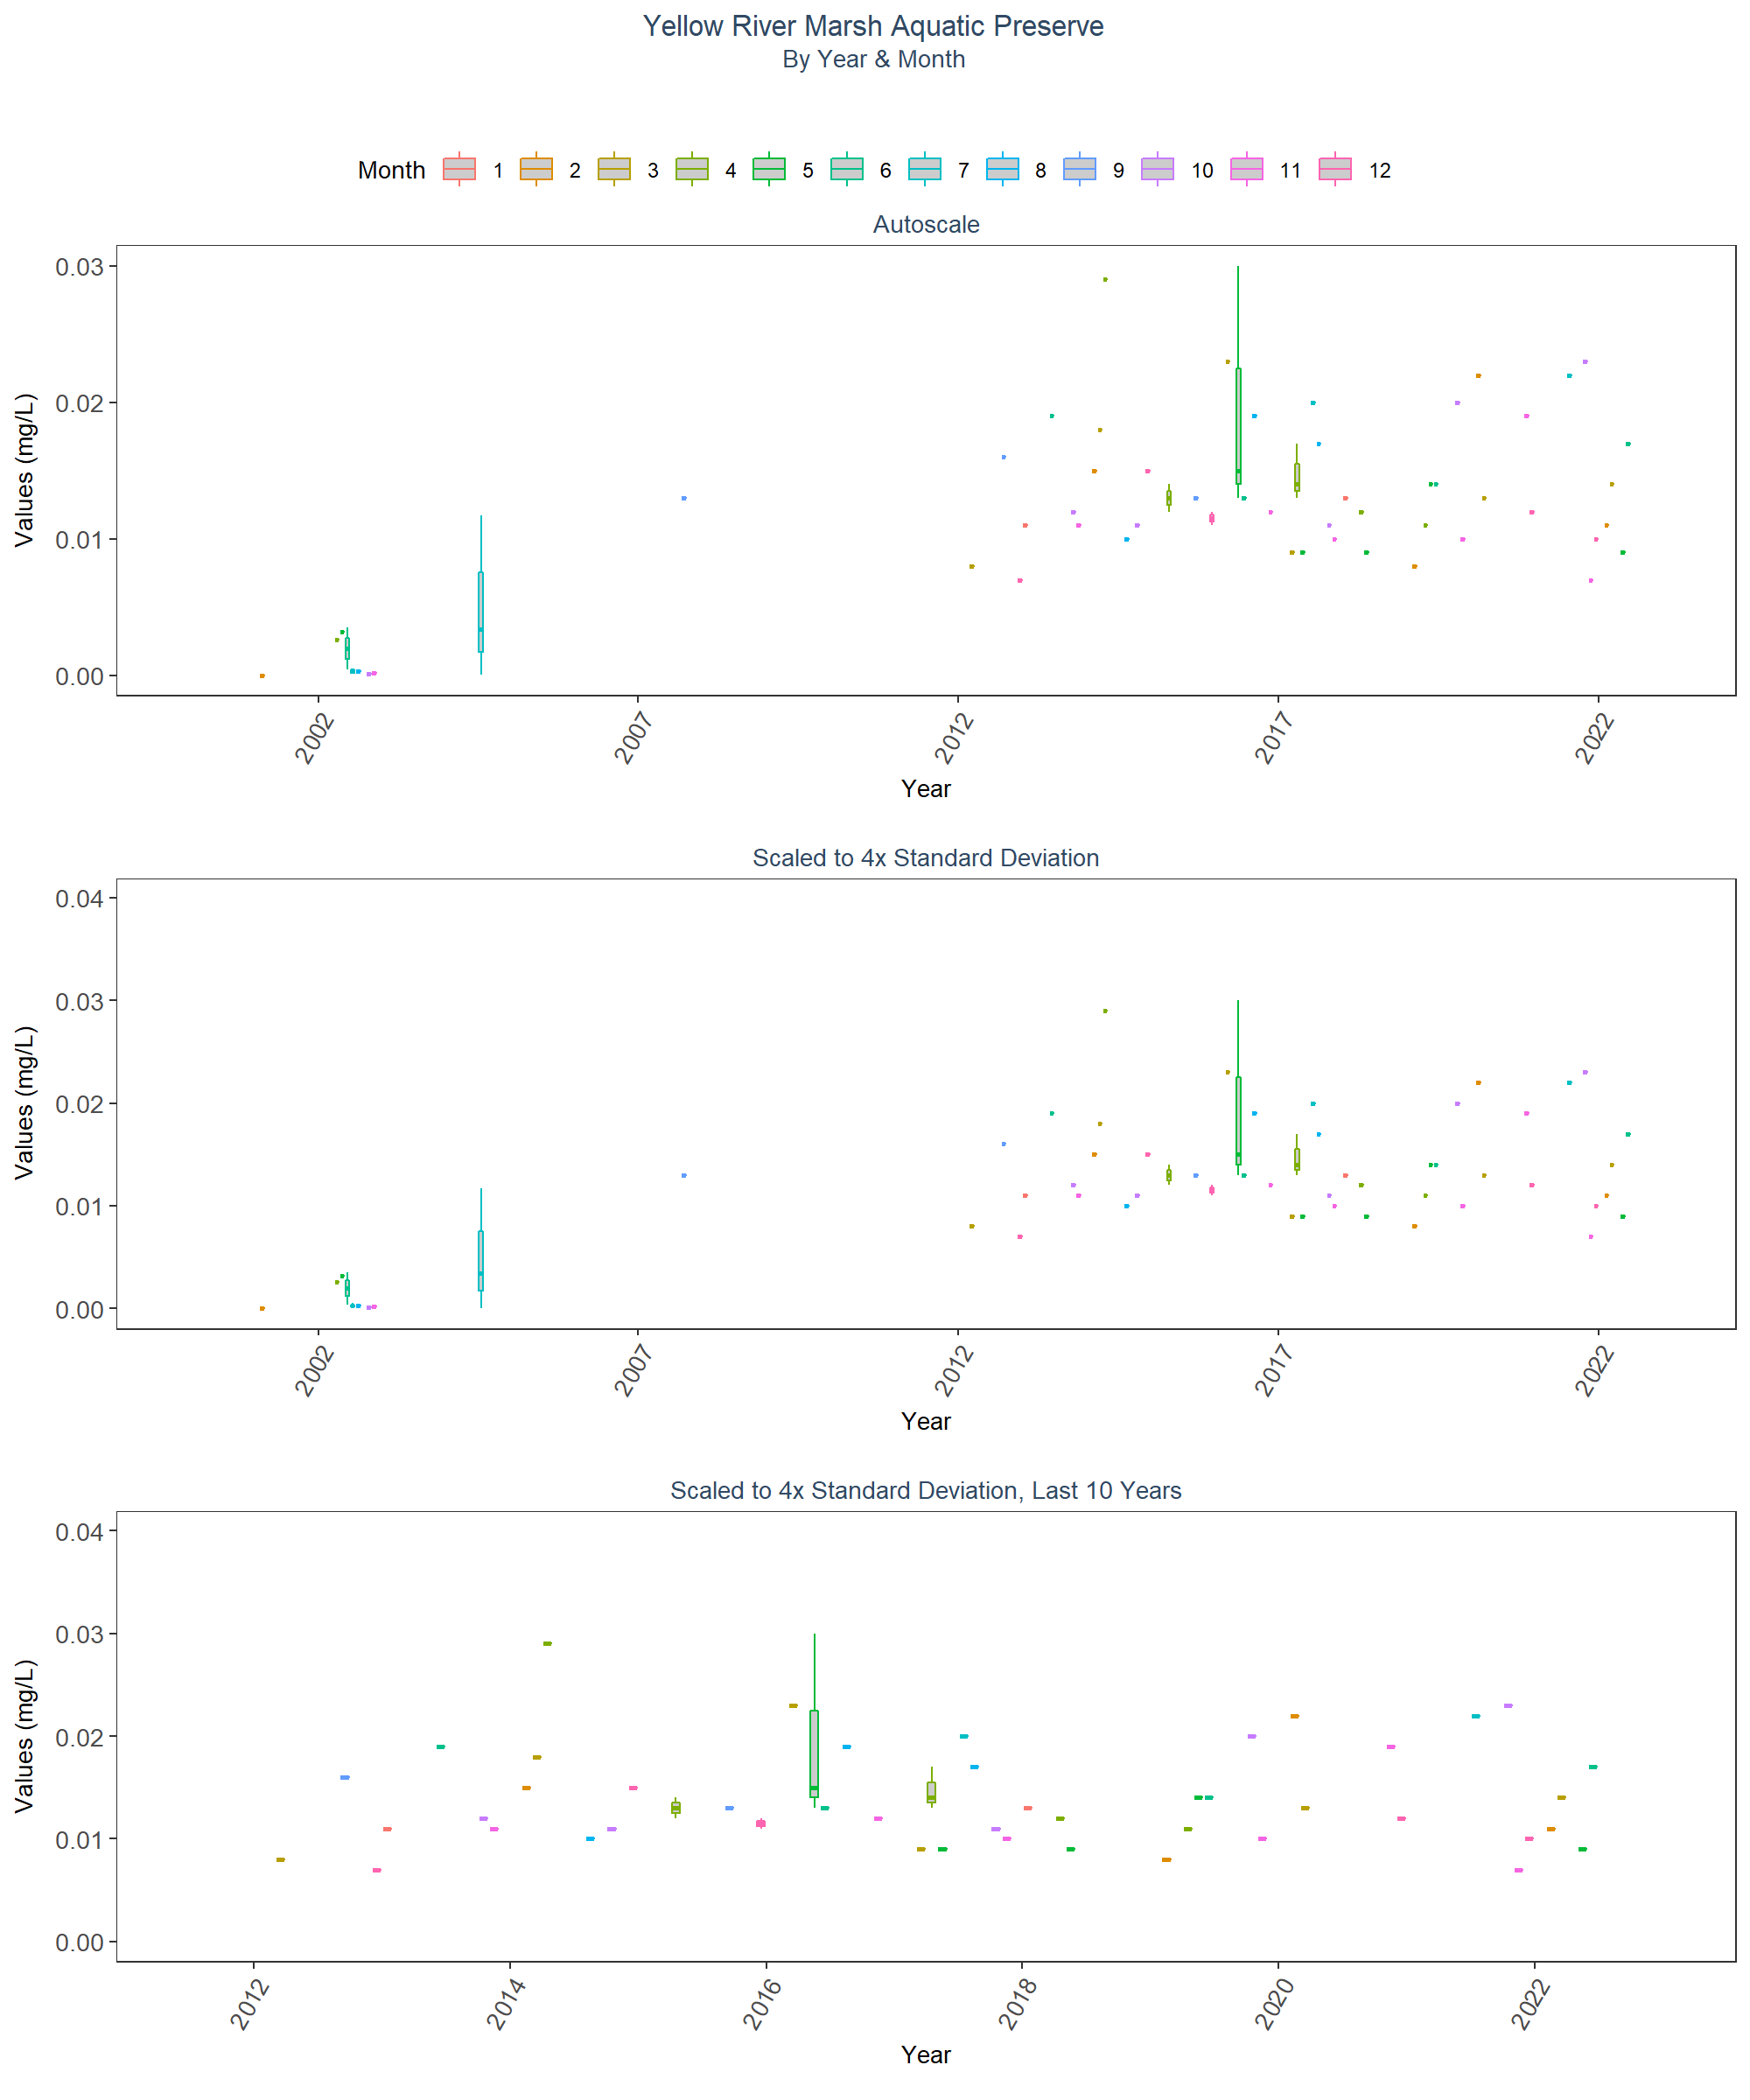 Yellow River Marsh Aquatic Preserve
By Year & Month
Month 1 2 3 4 5 6 7 8 9 10 11 12
Autoscale
Values (mg/L)
0.03
0.02
0.01
0.00
2002 2007 2012 2017 2022
Year
Scaled to 4x Standard Deviation
Values (mg/L)
0.04
0.03
0.02
0.01
0.00
2002 2007 2012 2017 2022
Year
Scaled to 4x Standard Deviation, Last 10 Years
Values (mg/L)
0.04
0.03
0.02
0.01
0.00
2012 2014 2016 2018 2020 2022
Year